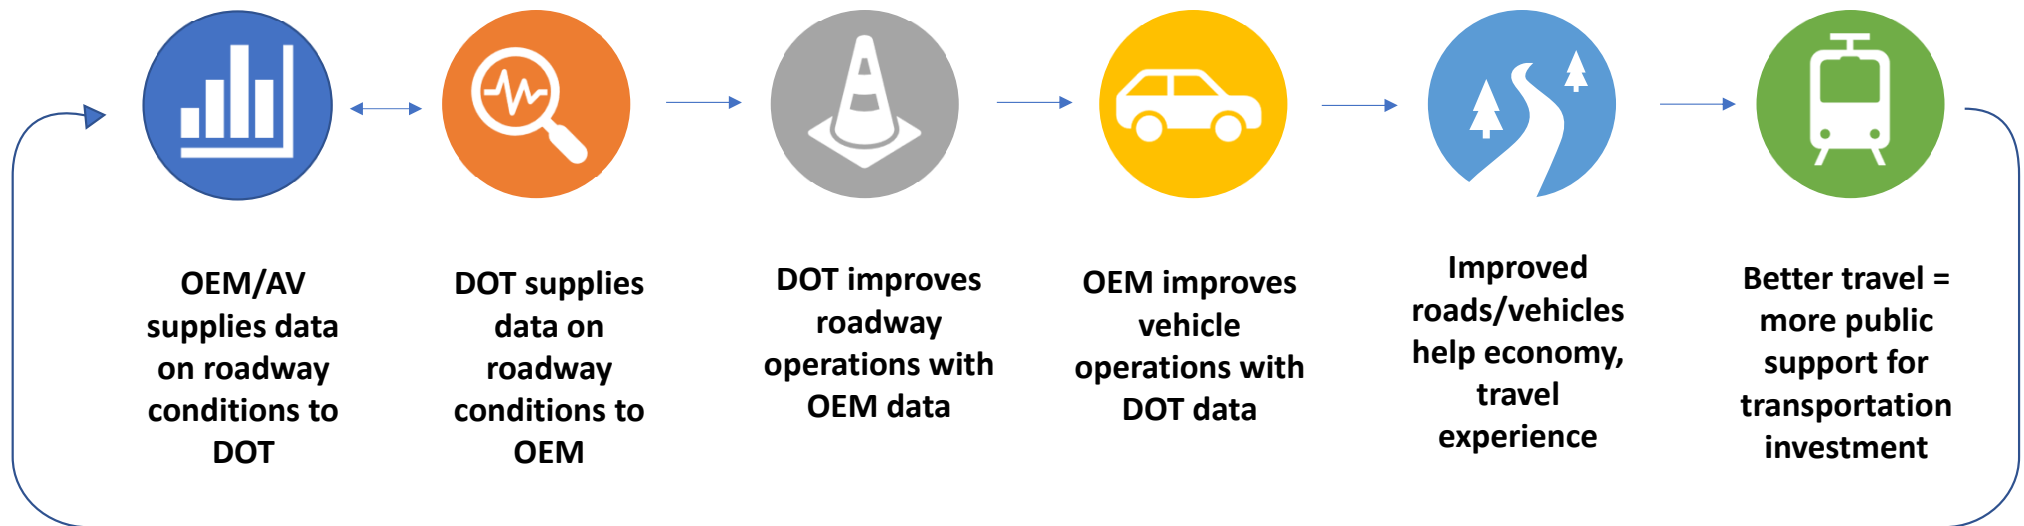 OEM/AV
supplies data
on roadway
conditions to
DOT
DOT supplies
data on
roadway
conditions to
OEM
DOT improves
roadway
operations with
OEM data
OEM improves
vehicle
operations with
DOT data
Improved
roads/vehicles
help economy,
travel
experience
Better travel =
more public
support for
transportation
investment